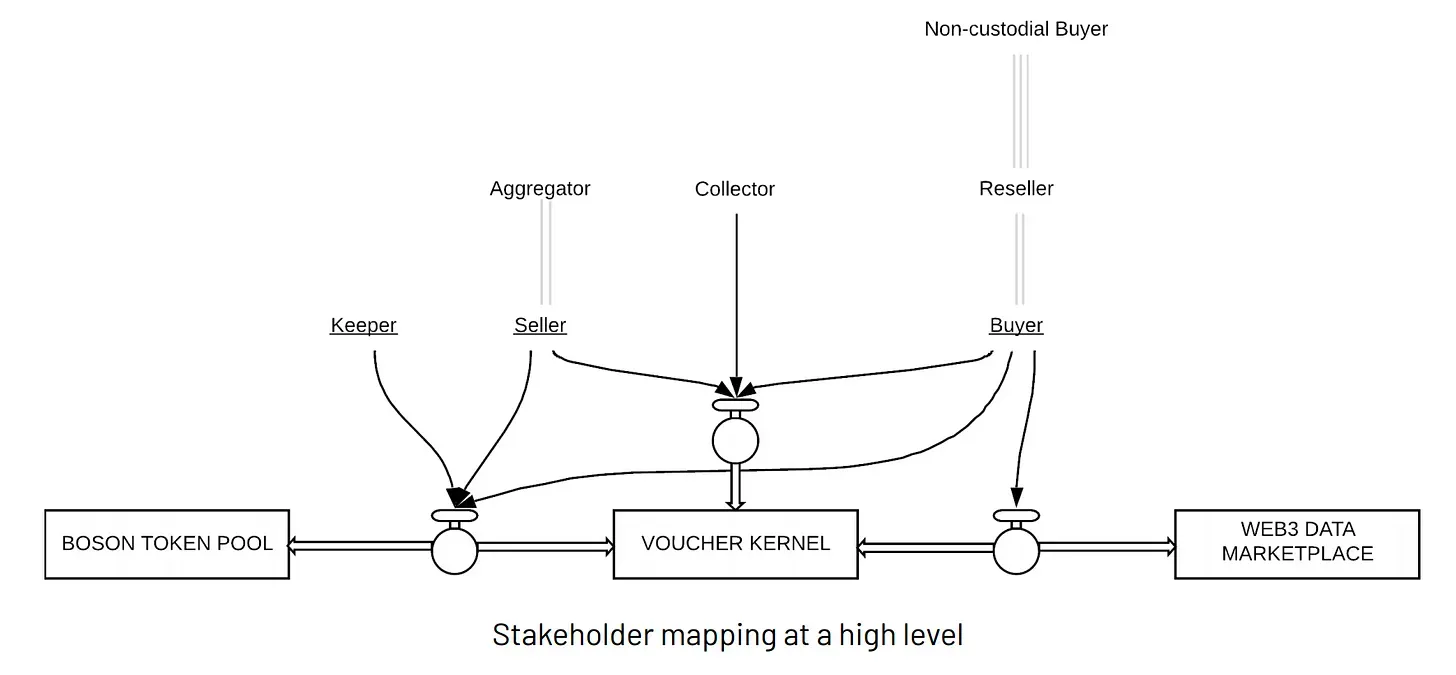 Non-custodial Buyer
Aggregator
Collector
Reseller
Keeper
Seller
Buyer
BOSON TOKEN POOL
VOUCHER KERNEL
WEB3 DATA
MARKETPLACE
Stakeholder mapping at a high level